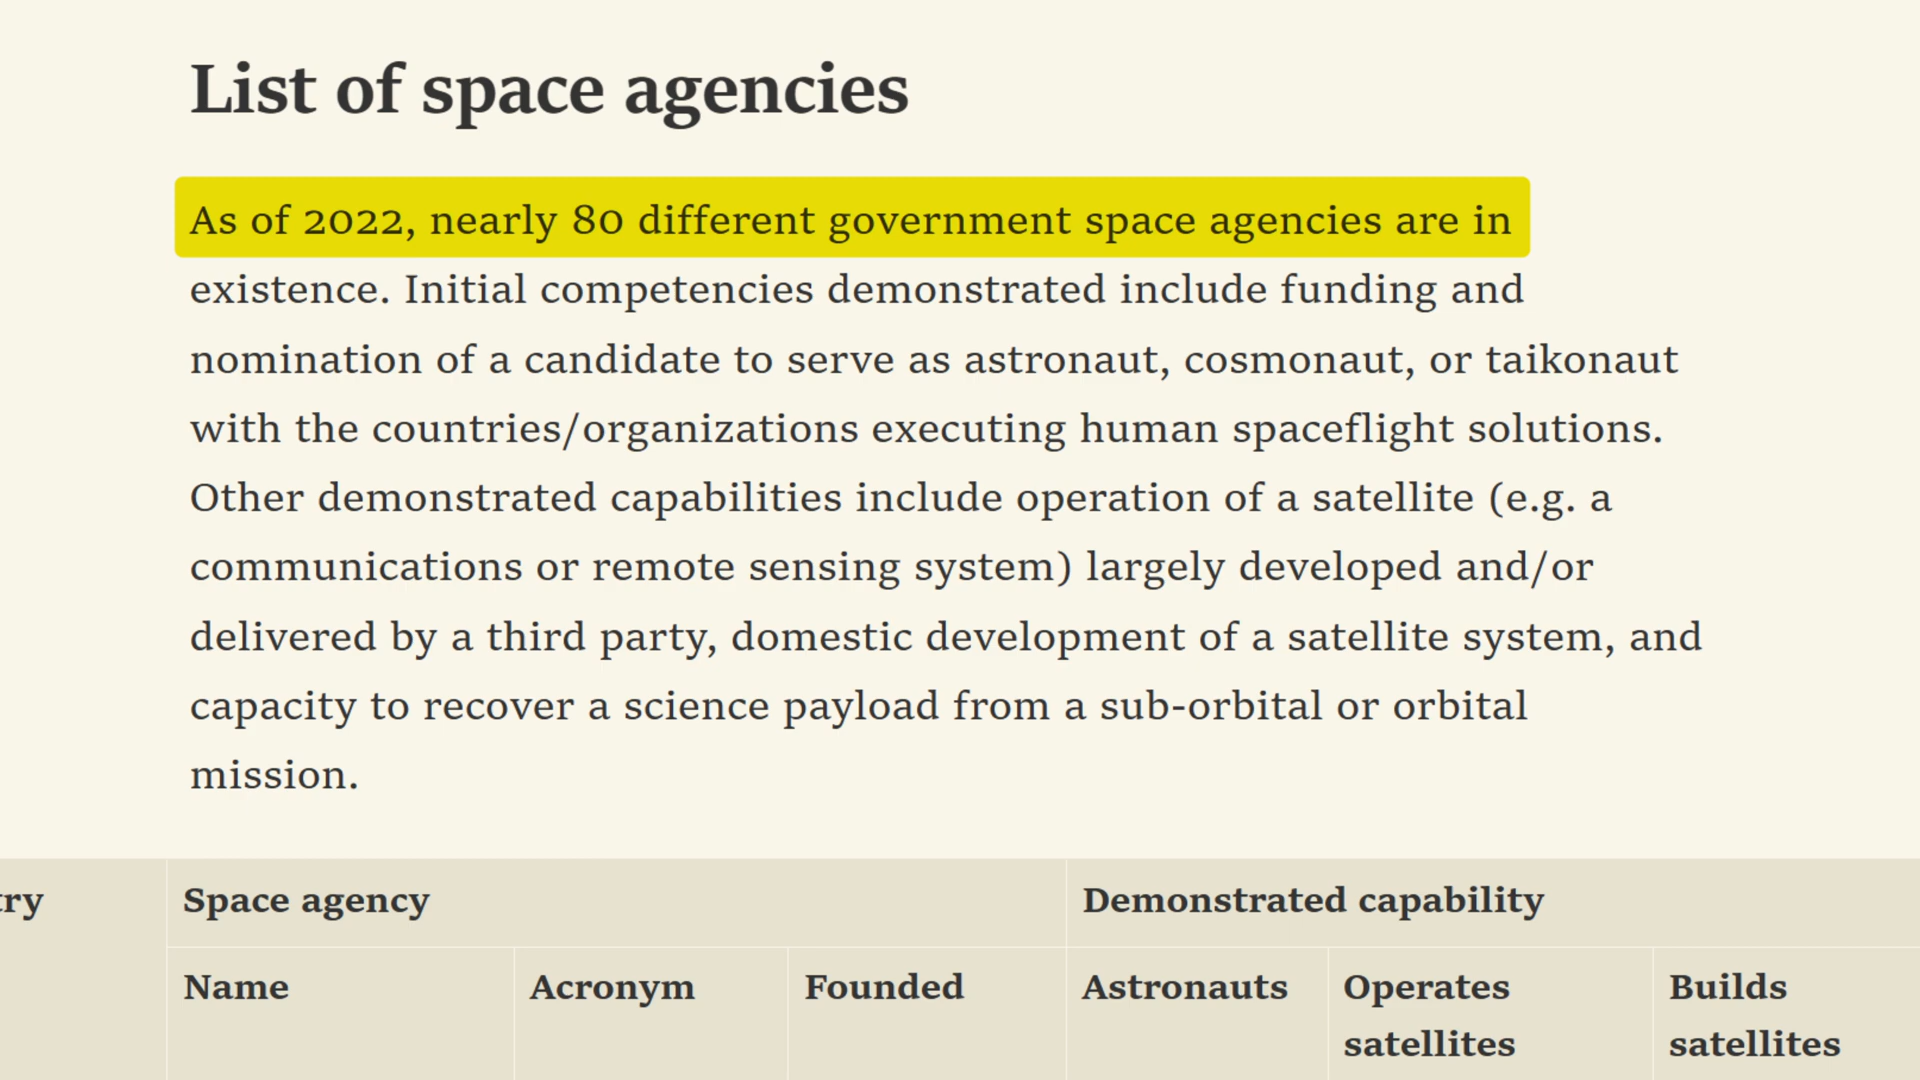 List of space agencies
As of 2022, nearly 80 different government space agencies are in
existence. Initial competencies demonstrated include funding and
nomination of a candidate to serve as astronaut, cosmonaut, or taikonaut
with the countries/organizations executing human spaceflight solutions.
Other demonstrated capabilities include operation of a satellite (e.g. a
communications or remote sensing system) largely developed and/or
delivered by a third party, domestic development of a satellite system, and
capacity to recover a science payload from a sub-orbital or orbital
mission.
try Space agency Demonstrated capability
Name Acronym Founded Astronauts Operates Builds
satellites satellites